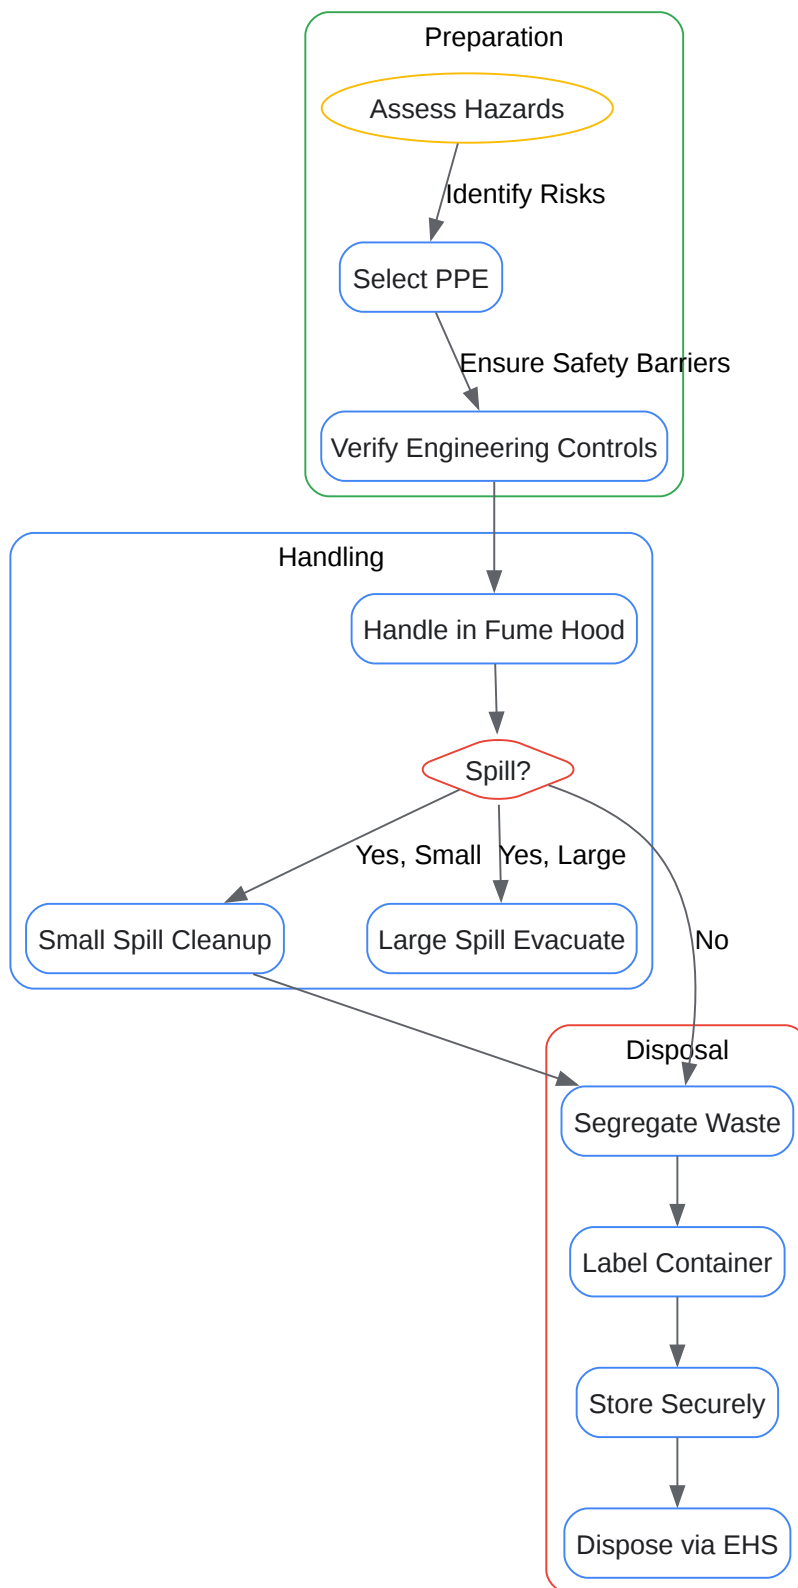 Preparation
Assess Hazards
Identify Risks
Select PPE
Ensure Safety Barriers
Verify Engineering Controls
Handling
Handle in Fume Hood
Spill?
Yes, Small
Yes, Large
Small Spill Cleanup
Large Spill Evacuate
No
Disposal
Segregate Waste
Label Container
Store Securely
Dispose via EHS